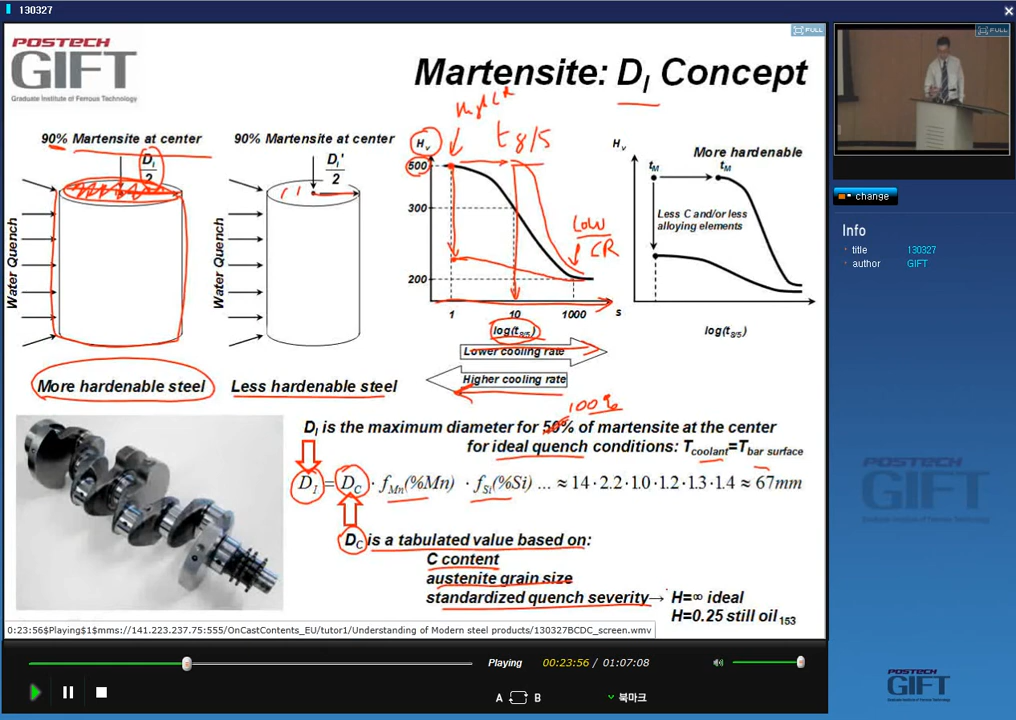 130327
FULL
POSTECH
GIFT
Graduate Institute of Ferrous Technology
Martensite: DI Concept
High CR
t 8/5
90% Martensite at center
DI
2
Water Quench
More hardenable steel
90% Martensite at center
DI'
2
Water Quench
Less hardenable steel
Hv
500
300
200
1 10 1000 s
log(t8/5)
Low
CR
Lower cooling rate
Higher cooling rate
Hv
More hardenable
tM tM
Less C and/or less
alloying elements
log(t8/5)
100%
DI is the maximum diameter for 50% of martensite at the center
for ideal quench conditions: Tcoolant=Tbar surface
DI = DC · fMn(%Mn) · fSi(%Si) ... ≈ 14·2.2·1.0·1.2·1.3·1.4 ≈ 67mm
DC is a tabulated value based on:
C content
austenite grain size
standardized quench severity→ H=∞ ideal
H=0.25 still oil
153
0:23:56$Playing$1$mms://141.223.237.75:555/OnCastContents_EU/tutor1/Understanding of Modern steel products/130327BCDC_screen.wmv
Playing
00:23:56 / 01:07:08
A B
북마크
FULL
change
Info
title 130327
author GIFT
POSTECH
GIFT
POSTECH
GIFT